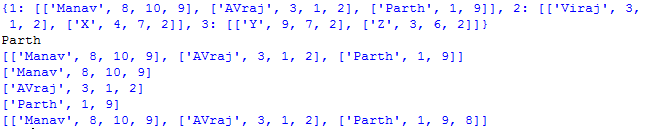 {1: [['Manav', 8, 10, 9], ['AVraj', 3, 1, 2], ['Parth', 1, 9]], 2: [['Viraj', 3,
1, 2], ['X', 4, 7, 2]], 3: [['Y', 9, 7, 2], ['Z', 3, 6, 2]]}
Parth
[['Manav', 8, 10, 9], ['AVraj', 3, 1, 2], ['Parth', 1, 9]]
['Manav', 8, 10, 9]
['AVraj', 3, 1, 2]
['Parth', 1, 9]
[['Manav', 8, 10, 9], ['AVraj', 3, 1, 2], ['Parth', 1, 9, 8]]